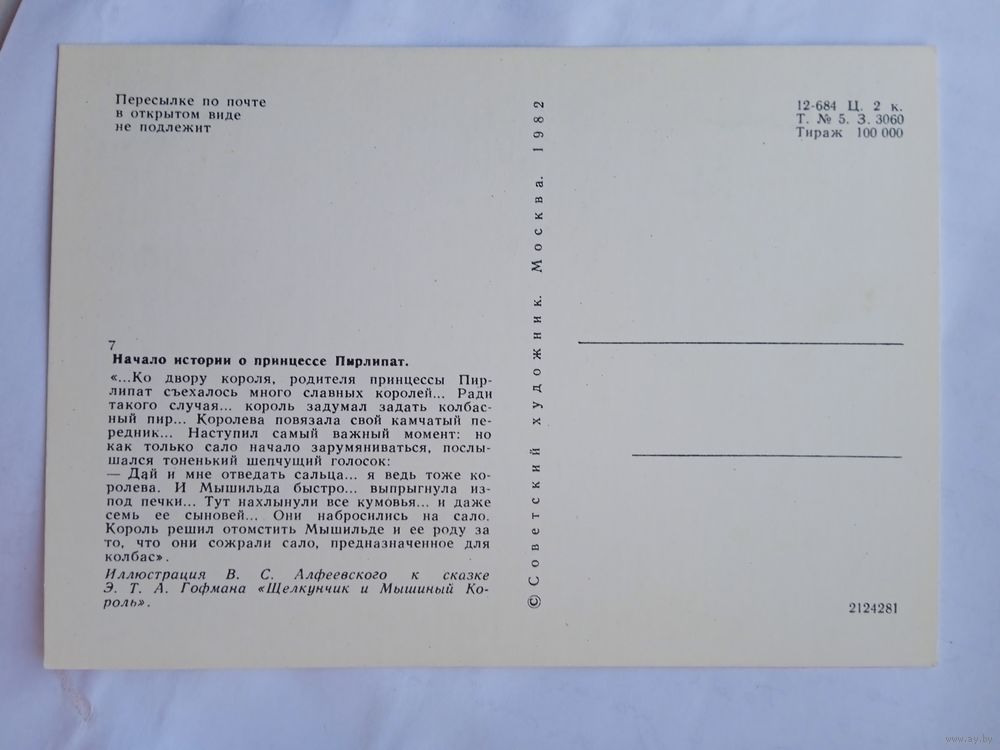 Пересылке по почте
в открытом виде
не подлежит
7
Начало истории о принцессе Пирлипат.
«...Ко двору короля, родителя принцессы Пир-
липат съехалось много славных королей... Ради
такого случая... король задумал задать колбас-
ный пир... Королева повязала свой камчатый пе-
редник... Наступил самый важный момент: но
как только сало начало зарумяниваться, послы-
шался тоненький шепчущий голосок:
— Дай и мне отведать сальца... я ведь тоже ко-
ролева. И Мышильда быстро... выпрыгнула из-
под печки... Тут нахлынули все кумовья... и даже
семь ее сыновей... Они набросились на сало.
Король решил отомстить Мышильде и ее роду за
то, что они сожрали сало, предназначенное для
колбас».
Иллюстрация В. С. Алфеевского к сказке
Э. Т. А. Гофмана «Щелкунчик и Мышиный Ко-
роль».
© Советский художник. Москва. 1982
12-684 Ц. 2 к.
Т. № 5. З. 3060
Тираж 100 000
2124281
www.ay.by